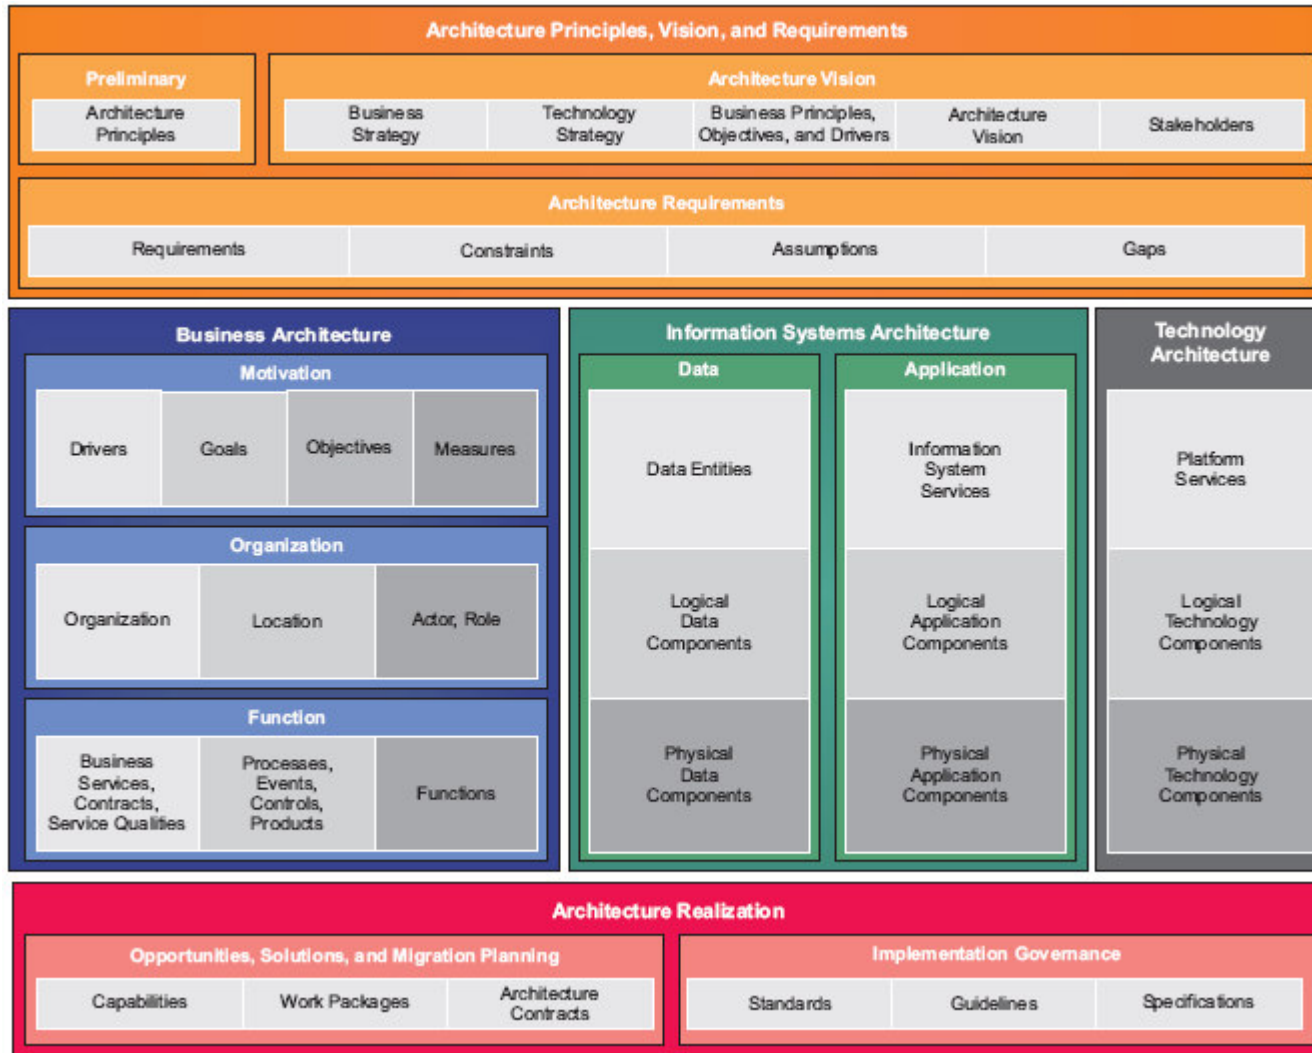 Architecture Principles, Vision, and Requirements
Preliminary
Architecture
Principles
Architecture Vision
Business
Strategy
Technology
Strategy
Business Principles,
Objectives, and Drivers
Architecture
Vision
Stakeholders
Architecture Requirements
Requirements
Constraints
Assumptions
Gaps
Business Architecture
Motivation
Drivers
Goals
Objectives
Measures
Organization
Organization
Location
Actor, Role
Function
Business
Services,
Contracts,
Service Qualities
Processes,
Events,
Controls,
Products
Functions
Information Systems Architecture
Data
Data Entities
Logical
Data
Components
Physical
Data
Components
Application
Information
System
Services
Logical
Application
Components
Physical
Application
Components
Technology
Architecture
Platform
Services
Logical
Technology
Components
Physical
Technology
Components
Architecture Realization
Opportunities, Solutions, and Migration Planning
Capabilities
Work Packages
Architecture
Contracts
Implementation Governance
Standards
Guidelines
Specifications